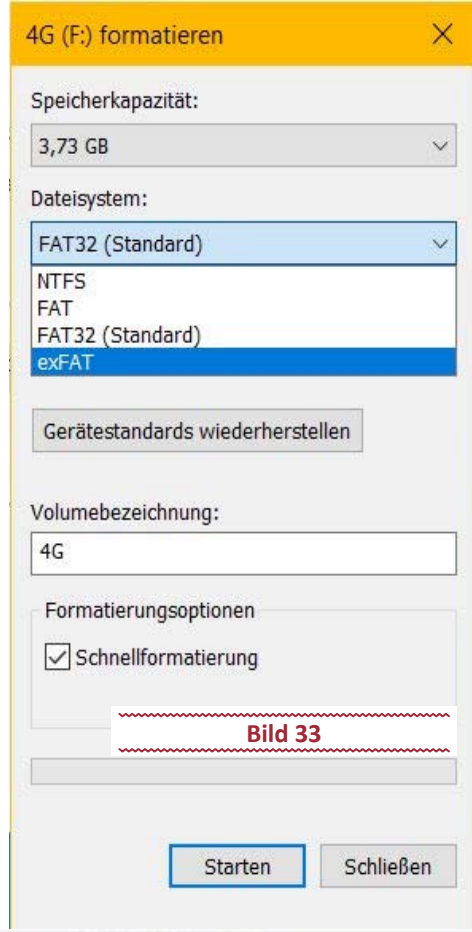 4G (F:) formatieren
Speicherkapazität:
3,73 GB
Dateisystem:
FAT32 (Standard)
NTFS
FAT
FAT32 (Standard)
exFAT
Gerätestandards wiederherstellen
Volumebezeichnung:
4G
Formatierungsoptionen
Schnellformatierung
Bild 33
Starten Schließen